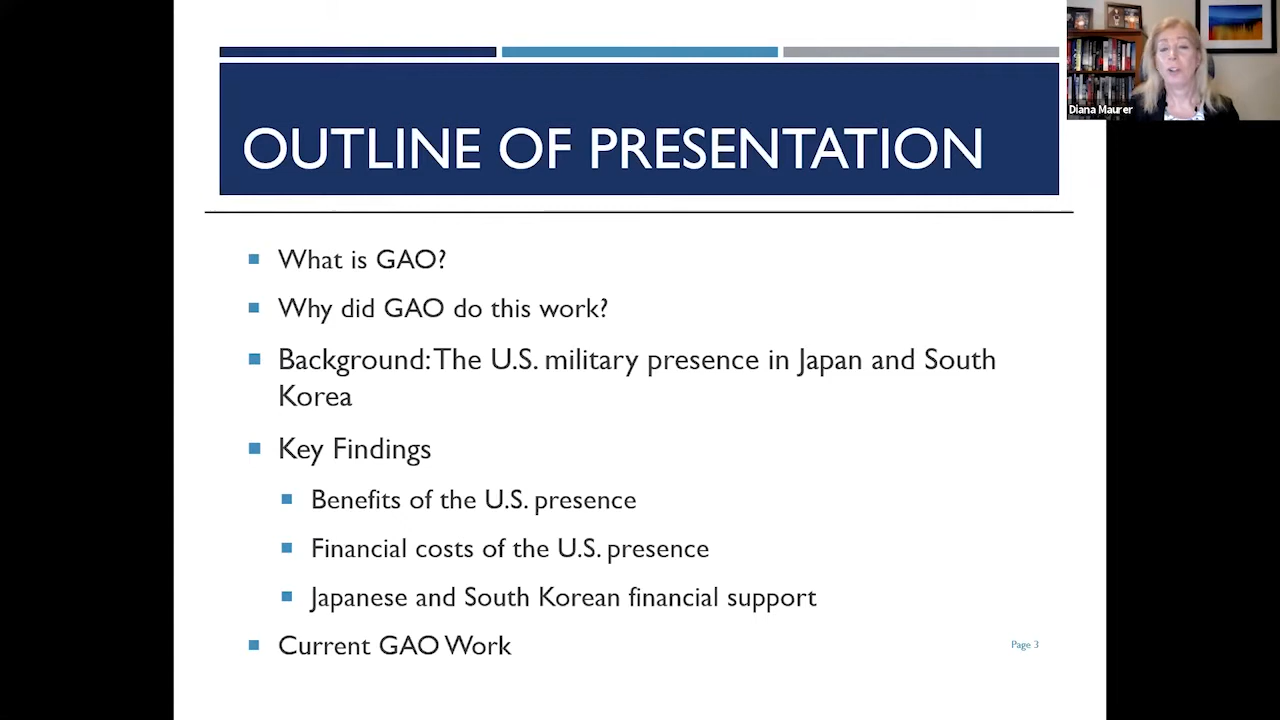 Diana Maurer
OUTLINE OF PRESENTATION
What is GAO?
Why did GAO do this work?
Background: The U.S. military presence in Japan and South
Korea
Key Findings
Benefits of the U.S. presence
Financial costs of the U.S. presence
Japanese and South Korean financial support
Current GAO Work
Page 3